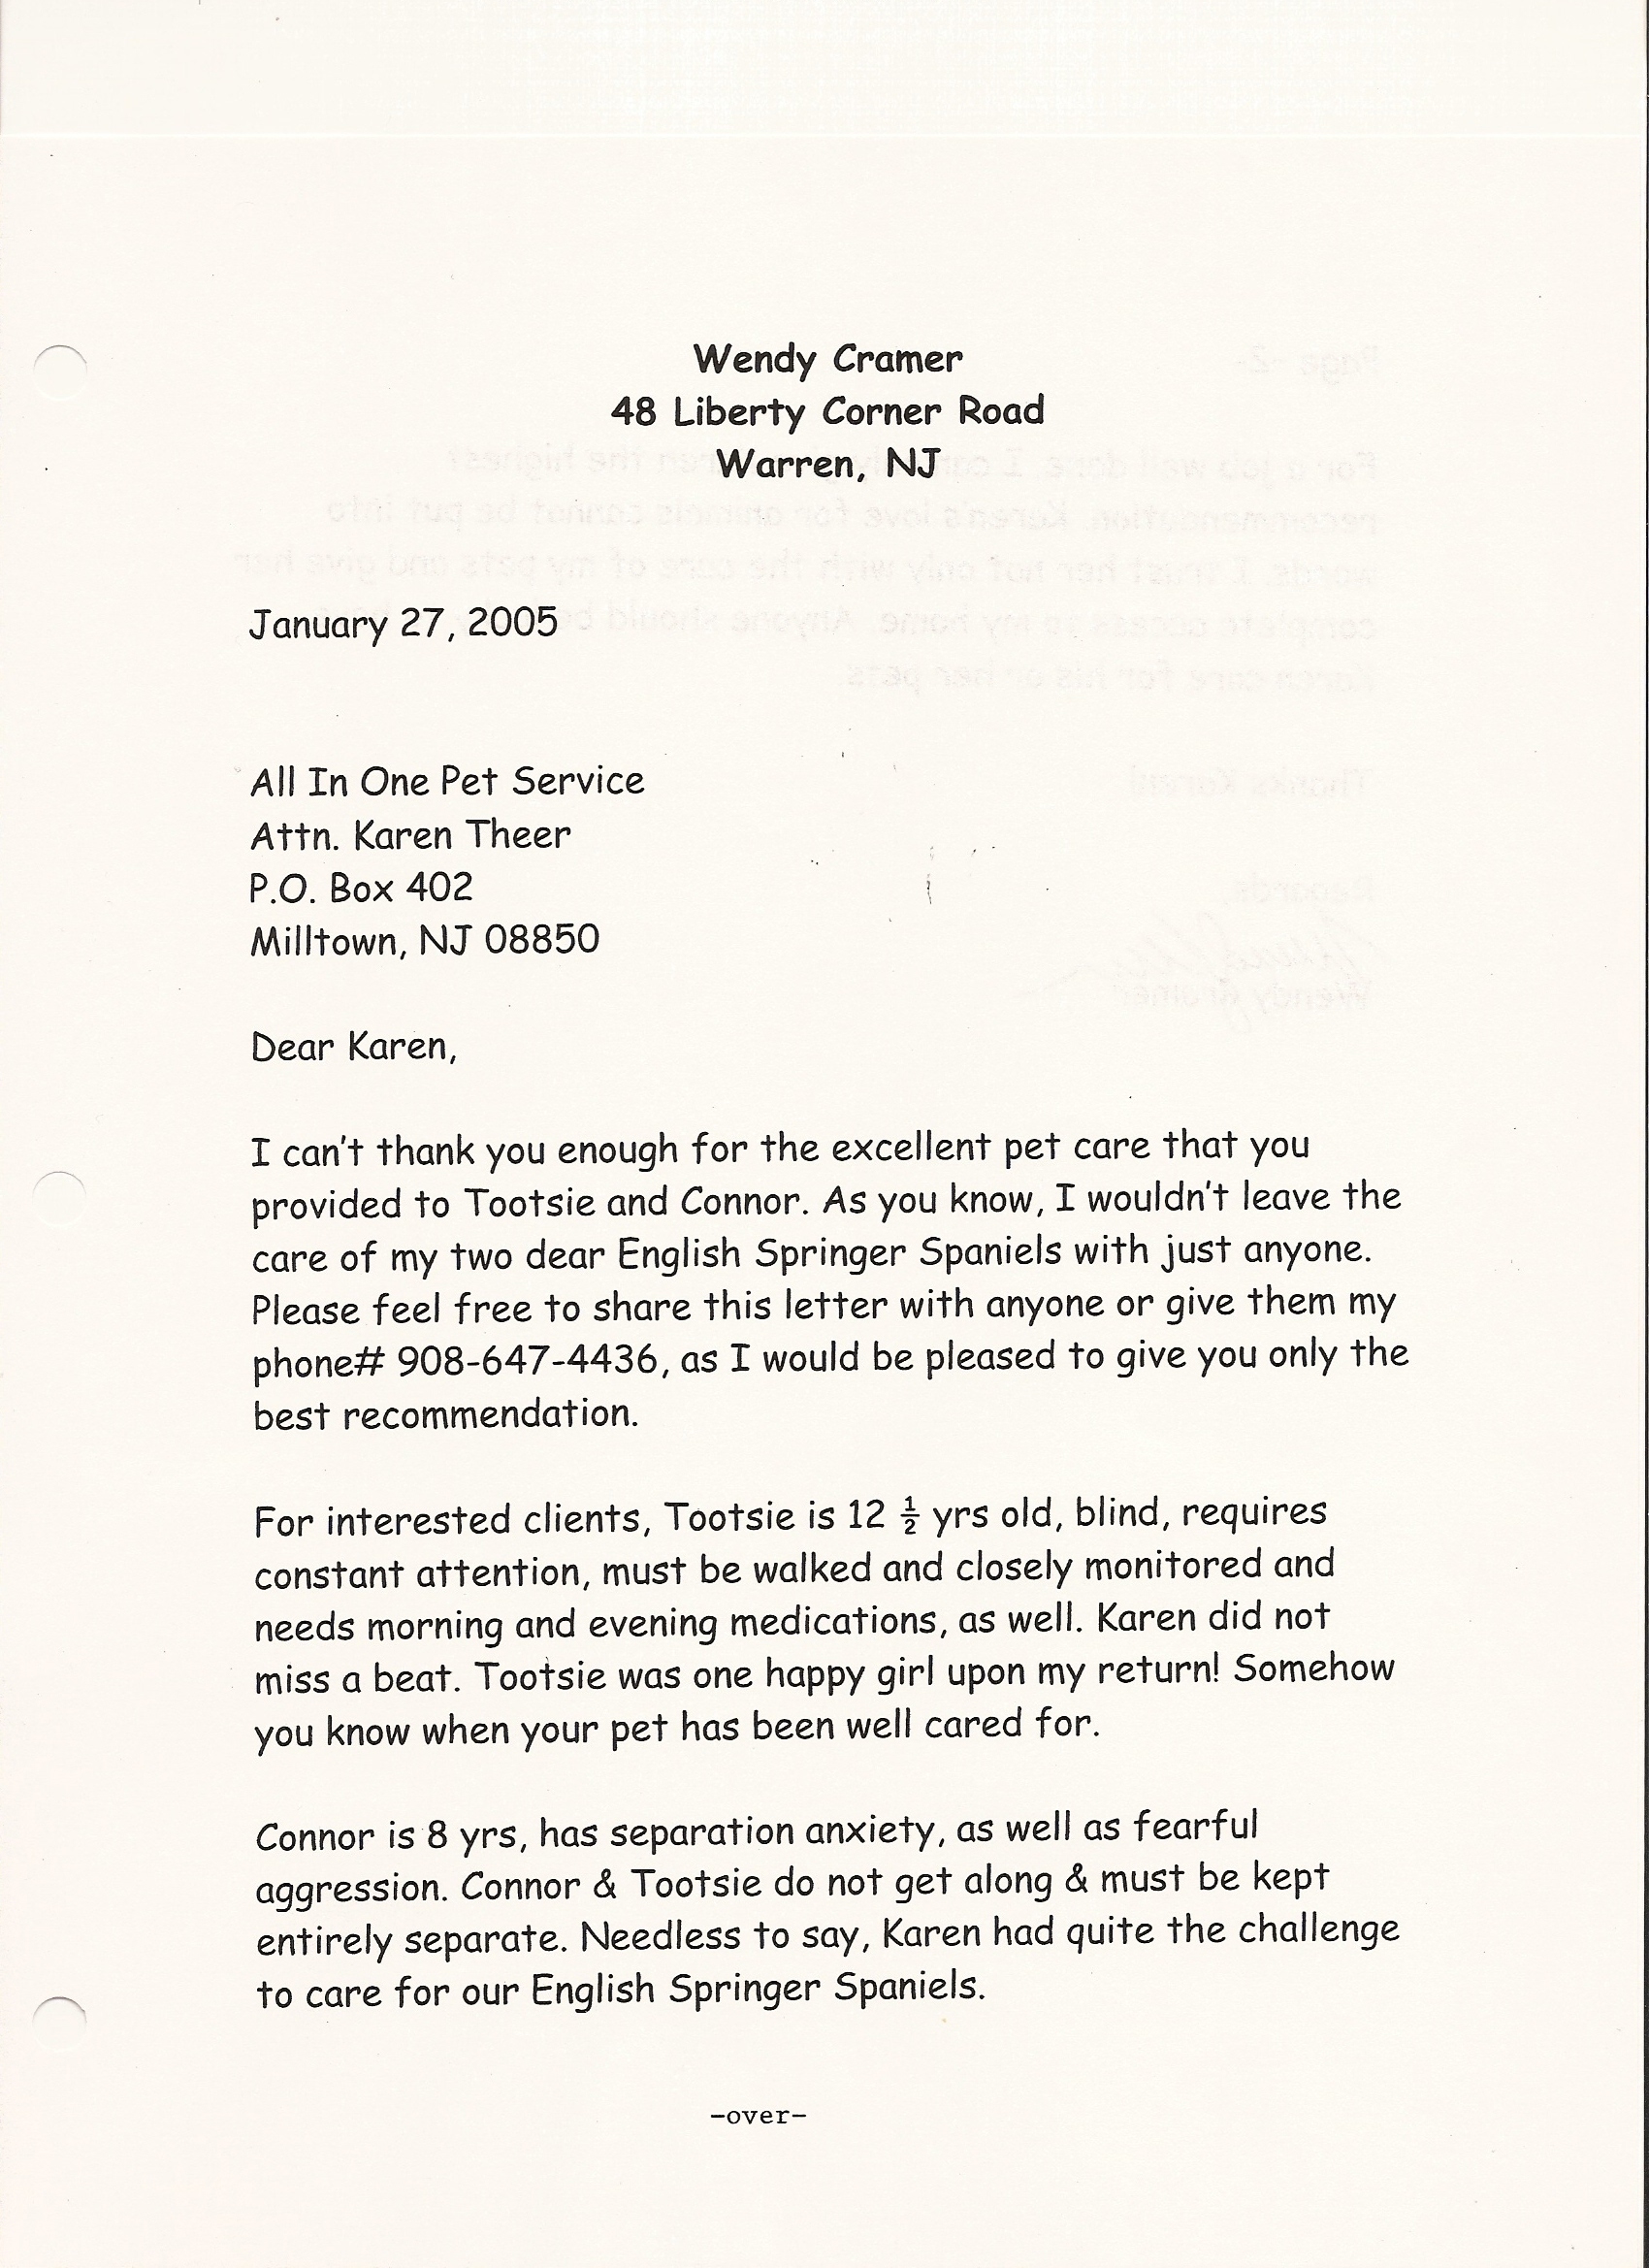 Wendy Cramer
48 Liberty Corner Road
Warren, NJ
January 27, 2005
All In One Pet Service
Attn. Karen Theer
P.O. Box 402
Milltown, NJ 08850
Dear Karen,
I can't thank you enough for the excellent pet care that you
provided to Tootsie and Connor. As you know, I wouldn't leave the
care of my two dear English Springer Spaniels with just anyone.
Please feel free to share this letter with anyone or give them my
phone# 908-647-4436, as I would be pleased to give you only the
best recommendation.
For interested clients, Tootsie is 12 ½ yrs old, blind, requires
constant attention, must be walked and closely monitored and
needs morning and evening medications, as well. Karen did not
miss a beat. Tootsie was one happy girl upon my return! Somehow
you know when your pet has been well cared for.
Connor is 8 yrs, has separation anxiety, as well as fearful
aggression. Connor & Tootsie do not get along & must be kept
entirely separate. Needless to say, Karen had quite the challenge
to care for our English Springer Spaniels.
-over-